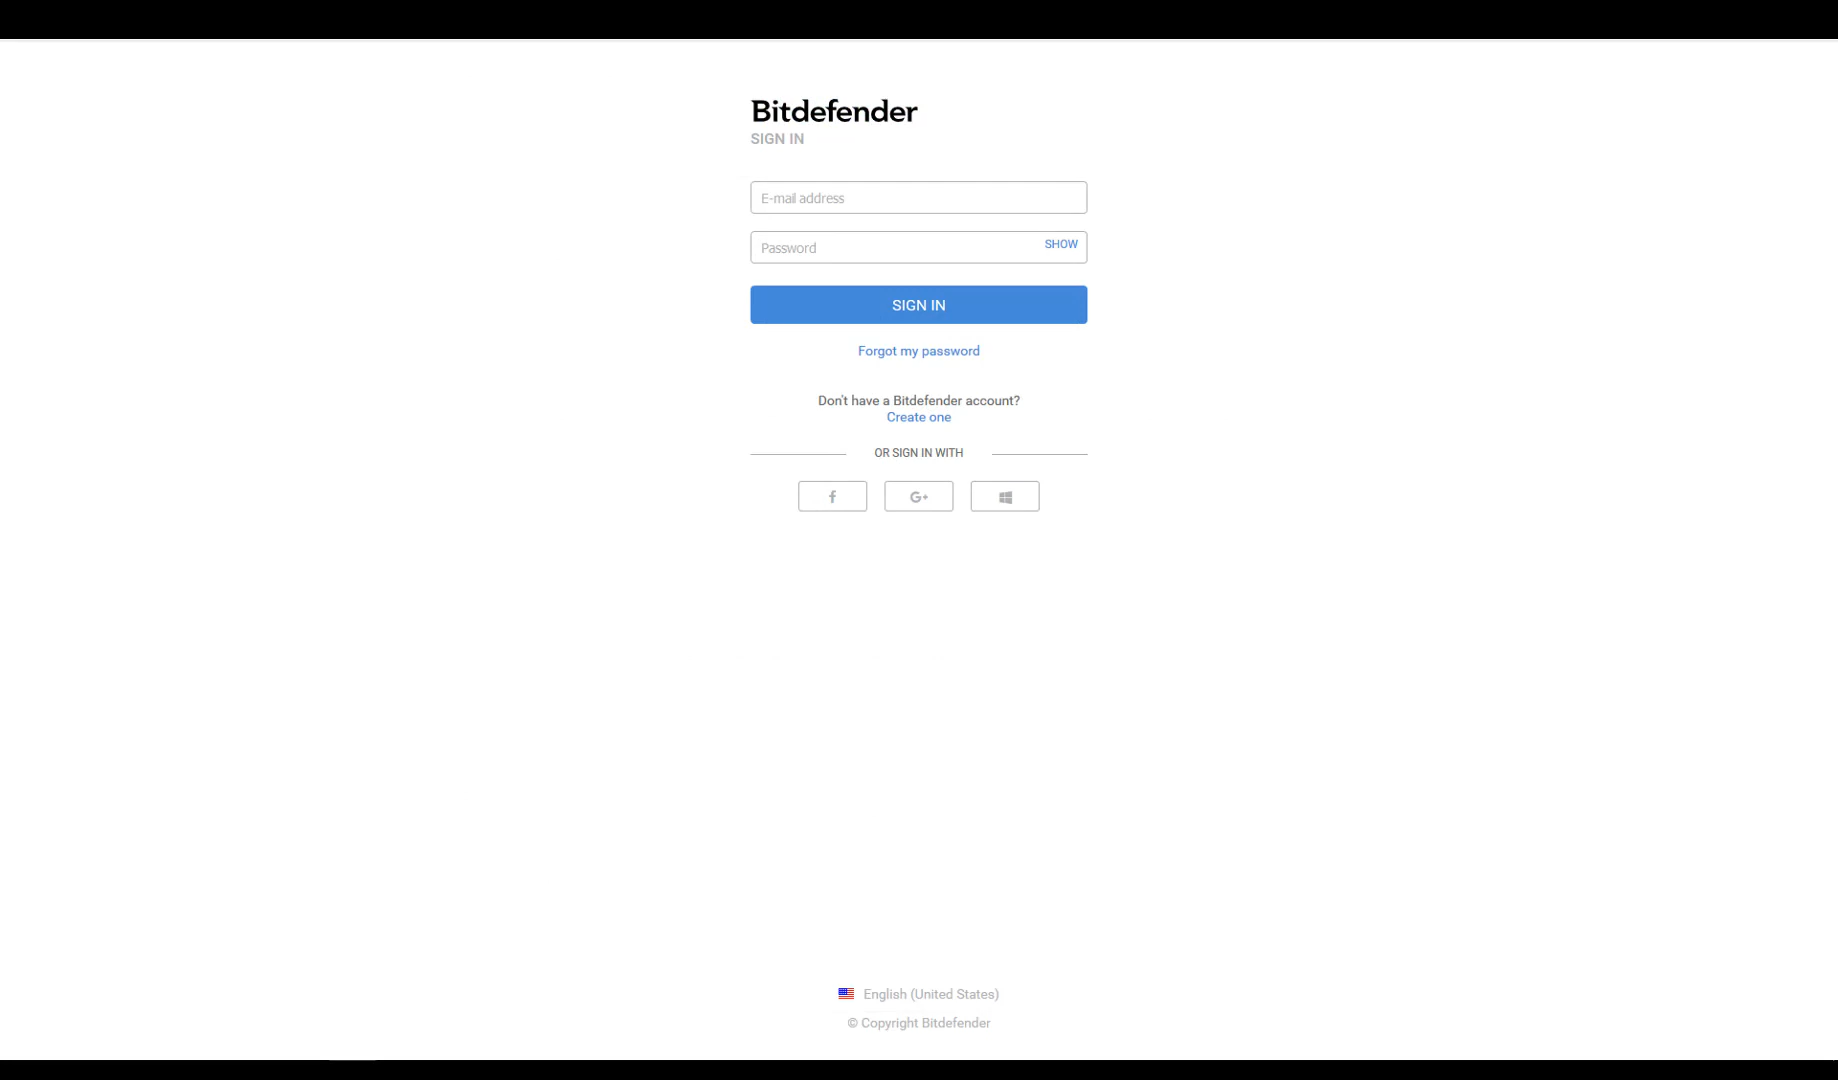 Bitdefender
SIGN IN
E-mail address
Password
SHOW
SIGN IN
Forgot my password
Don't have a Bitdefender account?
Create one
OR SIGN IN WITH
f
G+
English (United States)
© Copyright Bitdefender